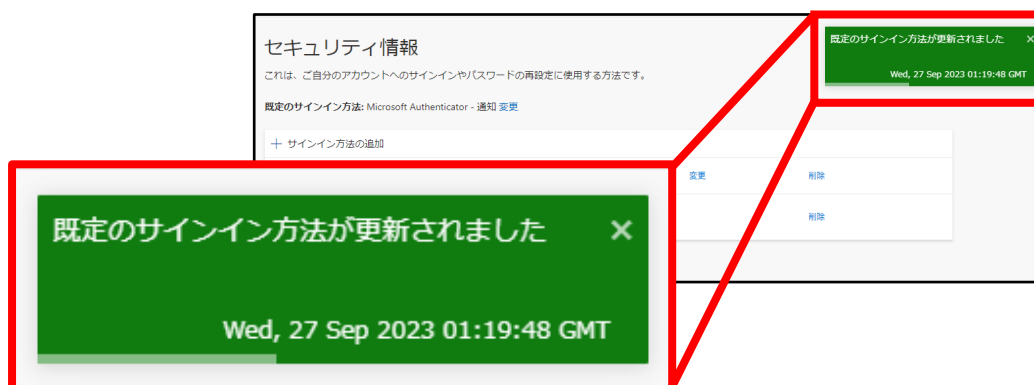 セキュリティ情報
これは、ご自分のアカウントへのサインインやパスワードの再設定に使用する方法です。
既定のサインイン方法: Microsoft Authenticator - 通知 変更
＋ サインイン方法の追加
変更 削除
削除
既定のサインイン方法が更新されました ×
Wed, 27 Sep 2023 01:19:48 GMT
既定のサインイン方法が更新されました ×
Wed, 27 Sep 2023 01:19:48 GMT